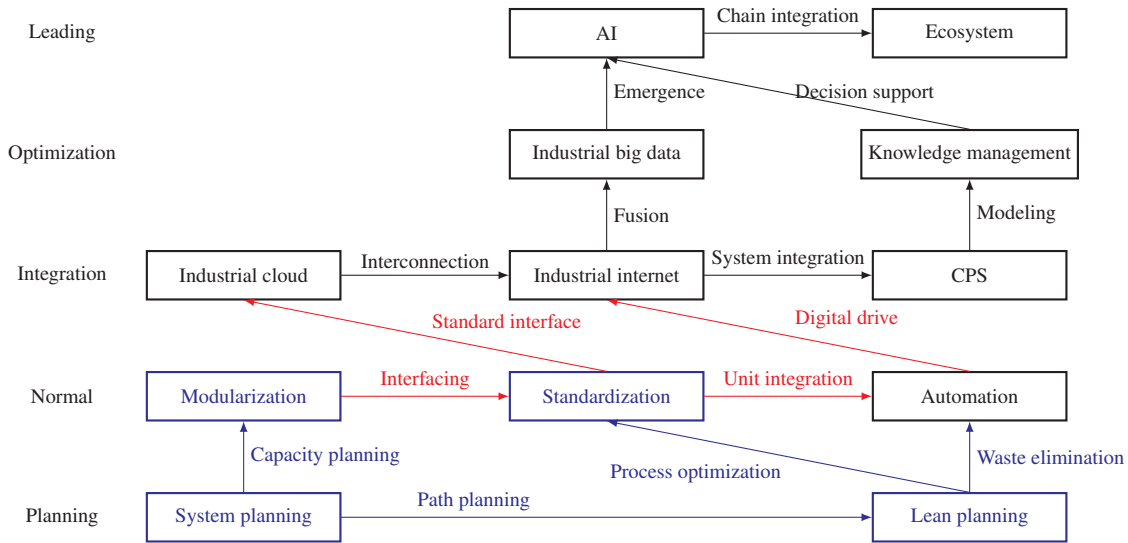 Chain integration
Leading
AI
Ecosystem
Emergence
Decision support
Optimization
Industrial big data
Knowledge management
Fusion
Modeling
Integration
Industrial cloud
Interconnection
Industrial internet
System integration
CPS
Standard interface
Digital drive
Normal
Modularization
Interfacing
Standardization
Unit integration
Automation
Capacity planning
Process optimization
Waste elimination
Planning
System planning
Path planning
Lean planning